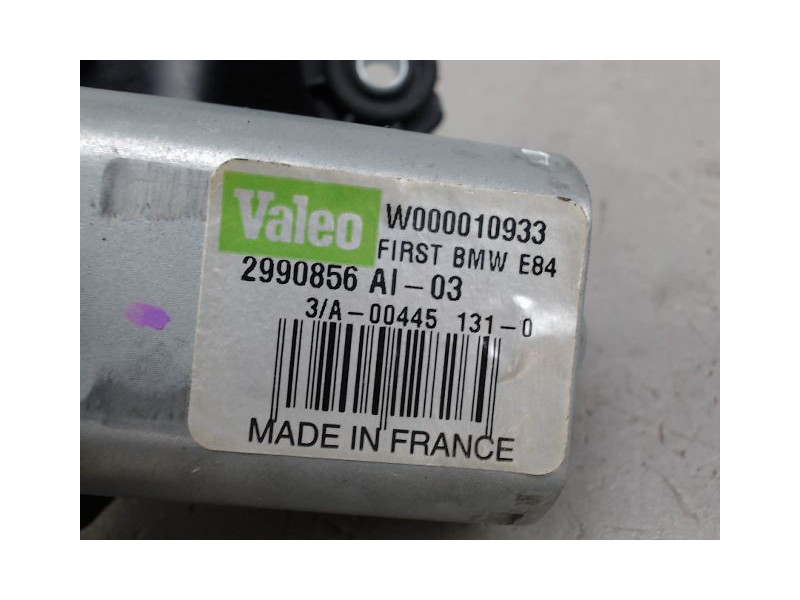 Valeo W000010933
FIRST BMW E84
2990856 AI-03
3/A-00445 131-0
MADE IN FRANCE